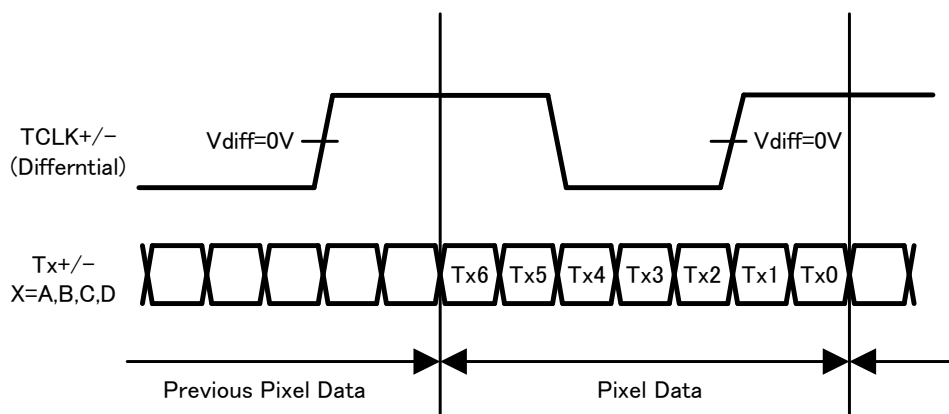 TCLK+/-
(Differntial)
Vdiff=0V
Vdiff=0V
Tx+/-
X=A,B,C,D
Tx6 Tx5 Tx4 Tx3 Tx2 Tx1 Tx0
Previous Pixel Data
Pixel Data